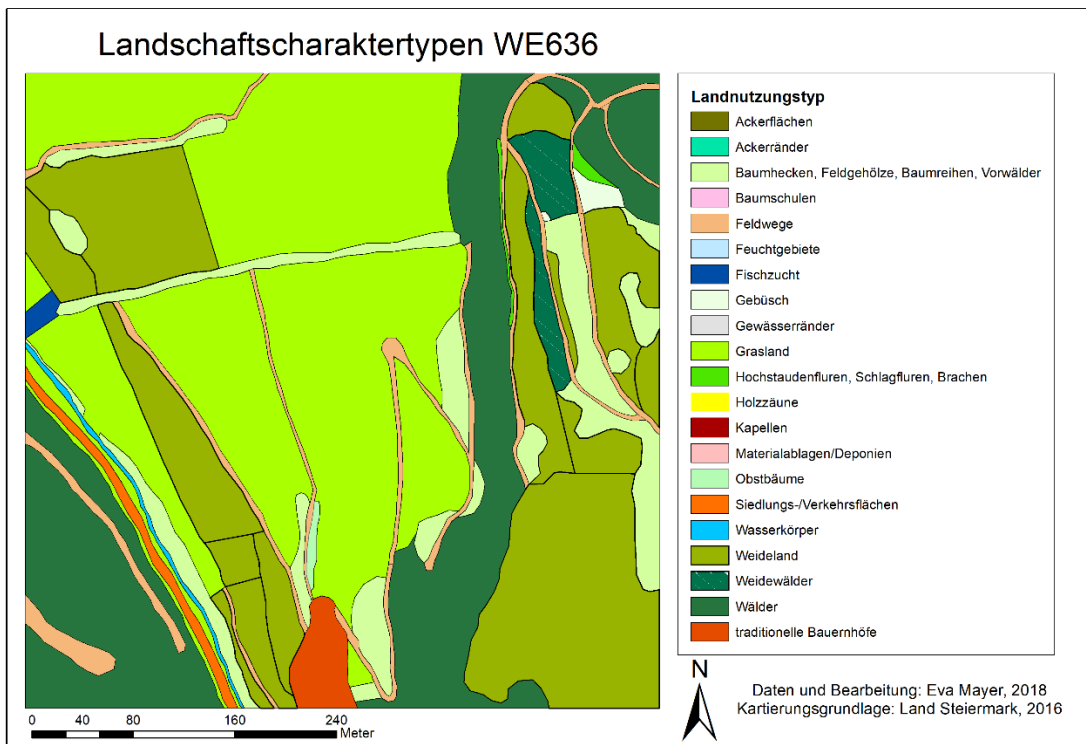 Landschaftscharaktertypen WE636
Landnutzungstyp
Ackerflächen
Ackerränder
Baumhecken, Feldgehölze, Baumreihen, Vorwälder
Baumschulen
Feldwege
Feuchtgebiete
Fischzucht
Gebüsch
Gewässerränder
Grasland
Hochstaudenfluren, Schlagfluren, Brachen
Holzzäune
Kapellen
Materialablagen/Deponien
Obstbäume
Siedlungs-/Verkehrsflächen
Wasserkörper
Weideland
Weidewälder
Wälder
traditionelle Bauernhöfe
N
Daten und Bearbeitung: Eva Mayer, 2018
Kartierungsgrundlage: Land Steiermark, 2016
0 40 80 160 240
Meter